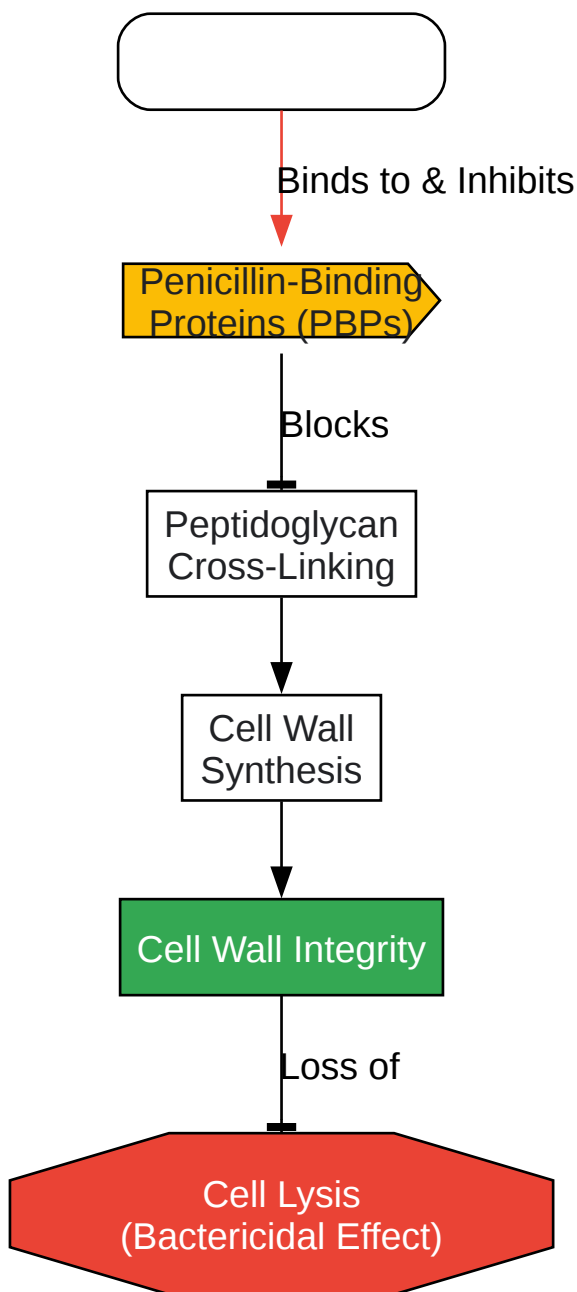 Binds to & Inhibits
Penicillin-Binding
Proteins (PBPs)
Blocks
Peptidoglycan
Cross-Linking
Cell Wall
Synthesis
Cell Wall Integrity
Loss of
Cell Lysis
(Bactericidal Effect)